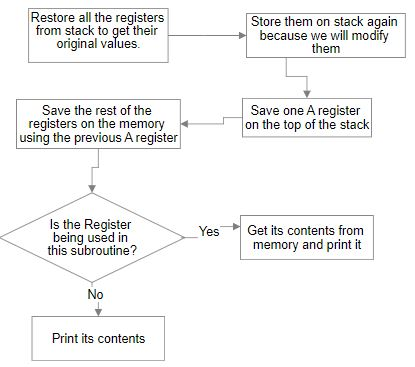 Restore all the registers
from stack to get their
original values.
Store them on stack again
because we will modify
them
Save one A register
on the top of the stack
Save the rest of the
registers on the memory
using the previous A register
Is the Register
being used in
this subroutine?
Yes
Get its contents from
memory and print it
No
Print its contents